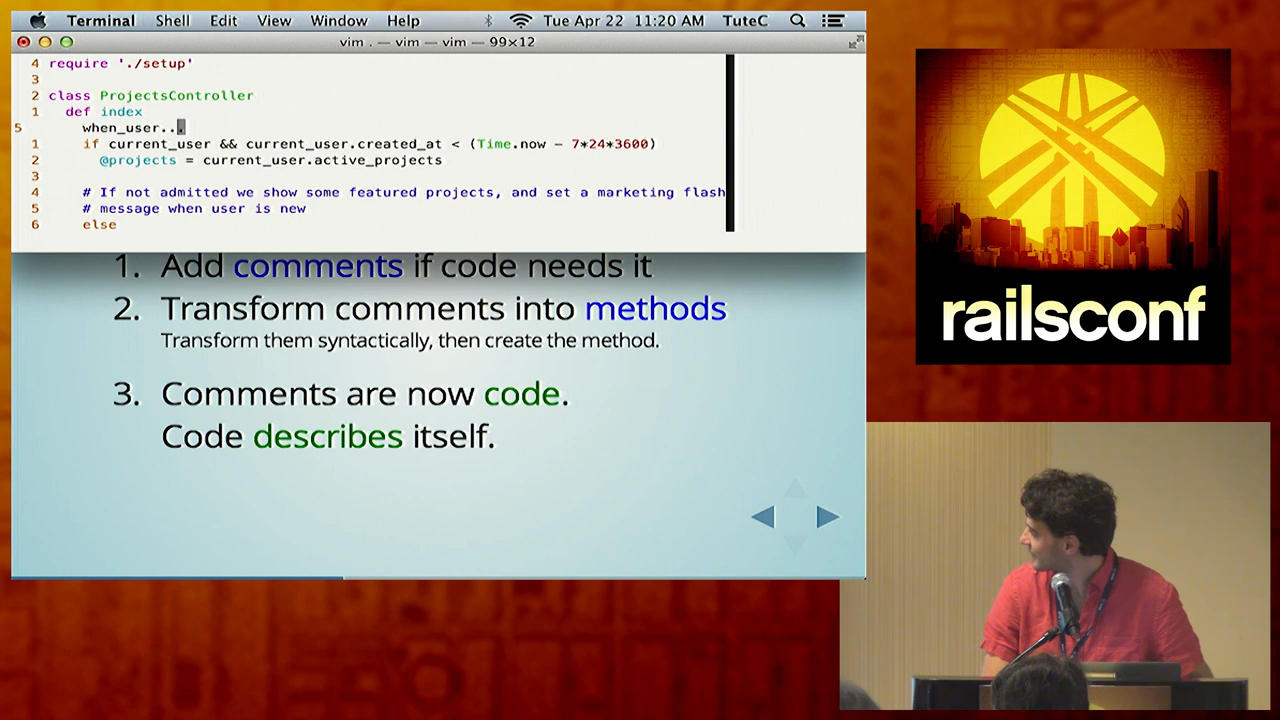 Terminal Shell Edit View Window Help Tue Apr 22 11:20 AM TuteC
vim . — vim — vim — 99×12
4 require './setup'
3
2 class ProjectsController
1 def index
5 when_user...
1 if current_user && current_user.created_at < (Time.now - 7*24*3600)
2 @projects = current_user.active_projects
3
4 # If not admitted we show some featured projects, and set a marketing flash
5 # message when user is new
6 else
1. Add comments if code needs it
2. Transform comments into methods
Transform them syntactically, then create the method.
3. Comments are now code.
Code describes itself.
railsconf